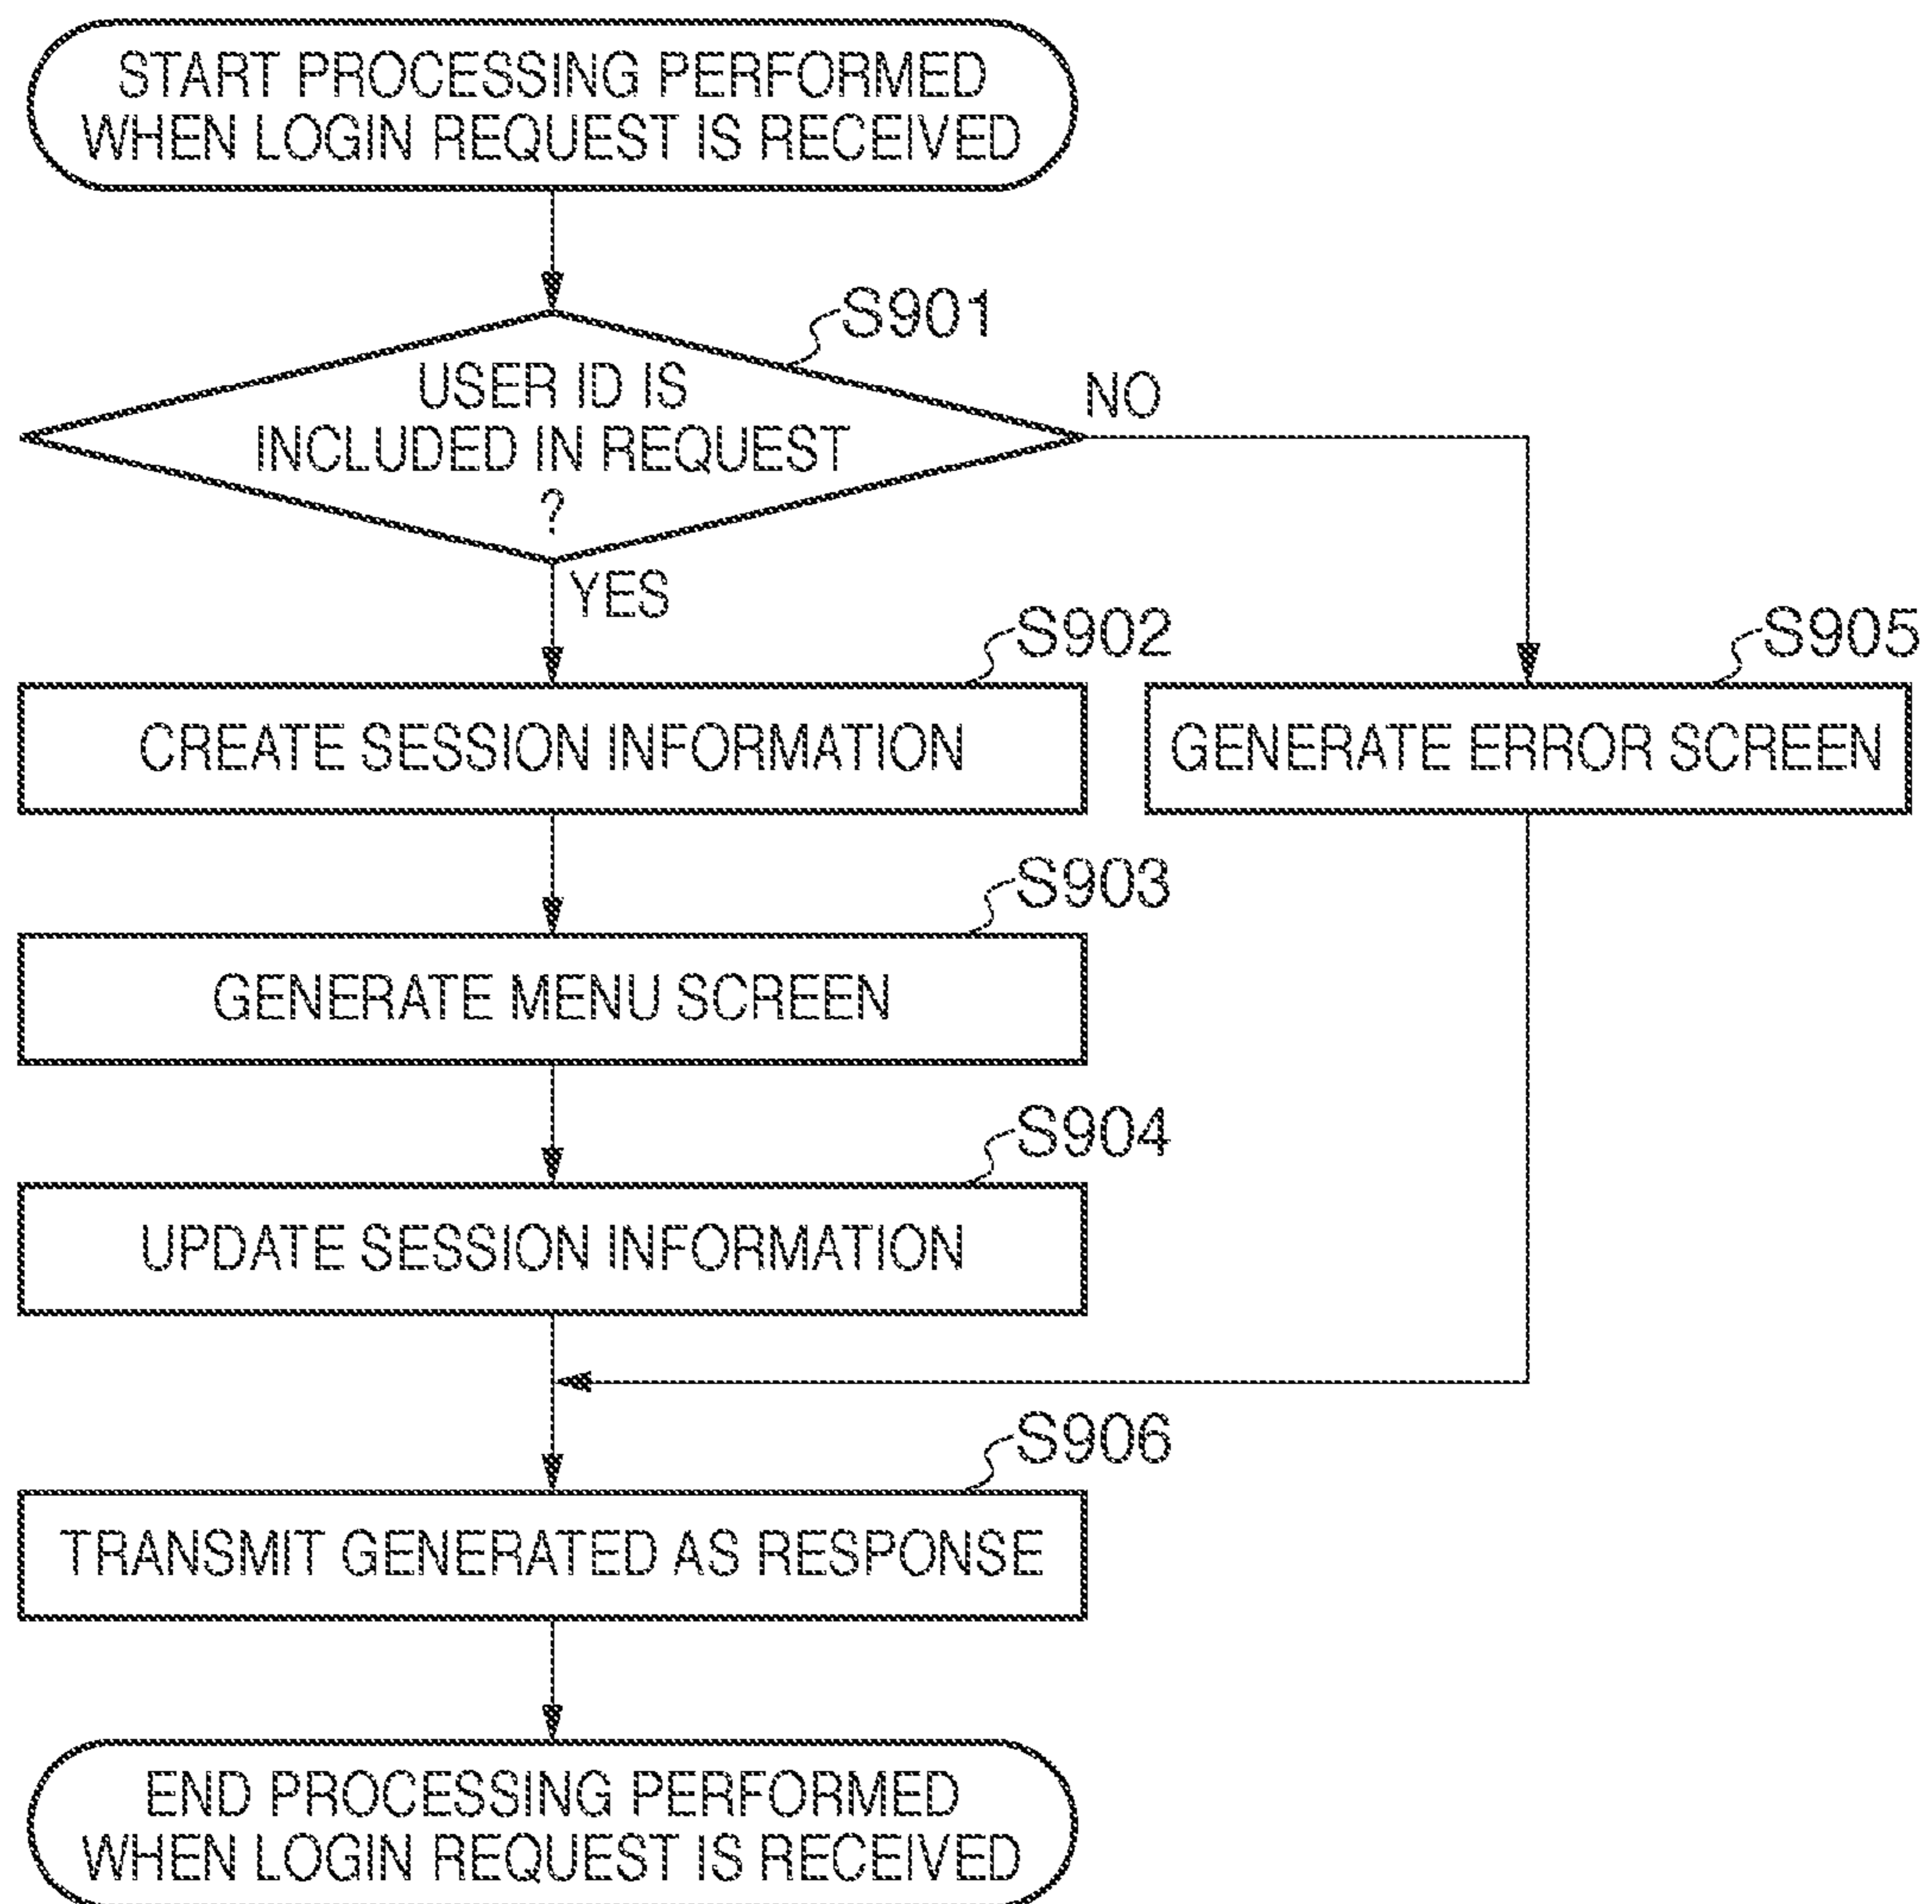 START PROCESSING PERFORMED
WHEN LOGIN REQUEST IS RECEIVED
S901
USER ID IS
INCLUDED IN REQUEST
?
NO
YES
S902
CREATE SESSION INFORMATION
S905
GENERATE ERROR SCREEN
S903
GENERATE MENU SCREEN
S904
UPDATE SESSION INFORMATION
S906
TRANSMIT GENERATED AS RESPONSE
END PROCESSING PERFORMED
WHEN LOGIN REQUEST IS RECEIVED